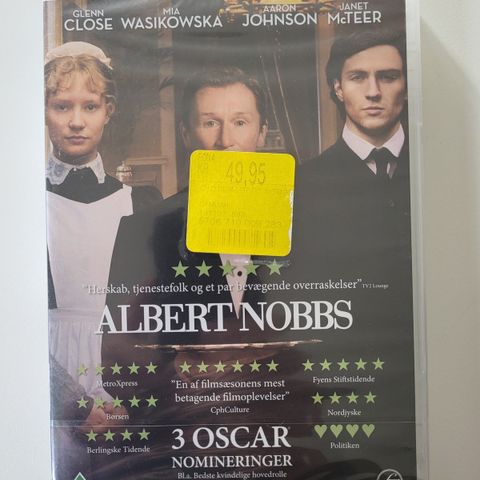 GLENN MIA AARON JANET
CLOSE WASIKOWSKA JOHNSON McTEER
49,95
"Herskab, tjenestefolk og et par bevægende overraskelser" TV2 Lounge
ALBERT NOBBS
MetroXpress
"En af filmsæsonens mest
betagende filmoplevelser"
CphCulture
Fyens Stiftstidende
Børsen
Nordjyske
Berlingske Tidende
3 OSCAR
NOMINERINGER
Bl.a. Bedste kvindelige hovedrolle
Politiken